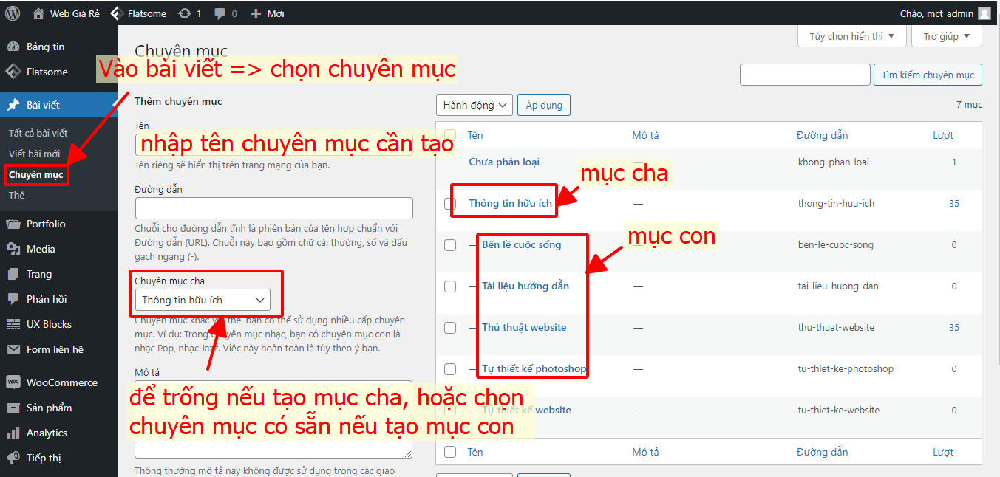 Web Giá Rẻ Flatsome 1 0 Mới Chào, mct_admin
Tùy chọn hiển thị Trợ giúp
Bảng tin
Flatsome
Bài viết
Tất cả bài viết
Viết bài mới
Chuyên mục
Thẻ
Portfolio
Media
Trang
Phản hồi
UX Blocks
Form liên hệ
WooCommerce
Sản phẩm
Analytics
Tiếp thị
Chuyên mục
Vào bài viết => chọn chuyên mục
Tìm kiếm chuyên mục
Thêm chuyên mục
Tên
nhập tên chuyên mục cần tạo
Tên riêng sẽ hiển thị trên trang mạng của bạn.
Đường dẫn
Chuỗi cho đường dẫn tĩnh là phiên bản của tên hợp chuẩn với
Đường dẫn (URL). Chuỗi này bao gồm chữ cái thường, số và dấu
gạch ngang (-).
Chuyên mục cha
Thông tin hữu ích
Chuyên mục khác với thẻ, bạn có thể sử dụng nhiều cấp chuyên
mục. Ví dụ: Trong chuyên mục nhạc, bạn có chuyên mục con là
nhạc Pop, nhạc Jazz. Việc này hoàn toàn là tùy theo ý bạn.
Mô tả
để trống nếu tạo mục cha, hoặc chọn
chuyên mục có sẵn nếu tạo mục con
Thông thường mô tả này không được sử dụng trong các giao
Hành động Áp dụng 7 mục
Tên Mô tả Đường dẫn Lượt
Chưa phân loại — khong-phan-loai 1
mục cha
Thông tin hữu ích — thong-tin-huu-ich 35
mục con
— Bên lề cuộc sống — ben-le-cuoc-song 0
— Tài liệu hướng dẫn — tai-lieu-huong-dan 0
— Thủ thuật website — thu-thuat-website 35
— Tự thiết kế photoshop — tu-thiet-ke-photoshop 0
— Tự thiết kế website — tu-thiet-ke-website 0
Tên Mô tả Đường dẫn Lượt